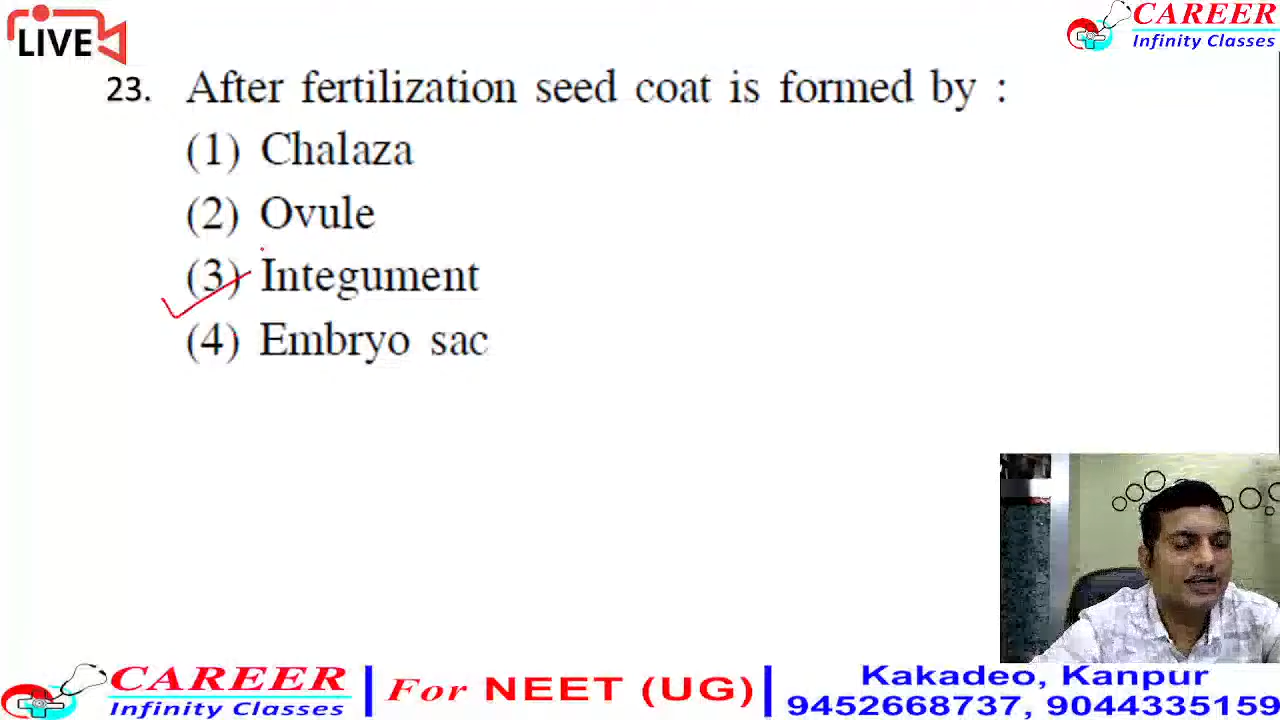 LIVE
CAREER
Infinity Classes
23. After fertilization seed coat is formed by :
(1) Chalaza
(2) Ovule
(3) Integument
(4) Embryo sac
CAREER
Infinity Classes
For NEET (UG)
Kakadeo, Kanpur
9452668737, 9044335159